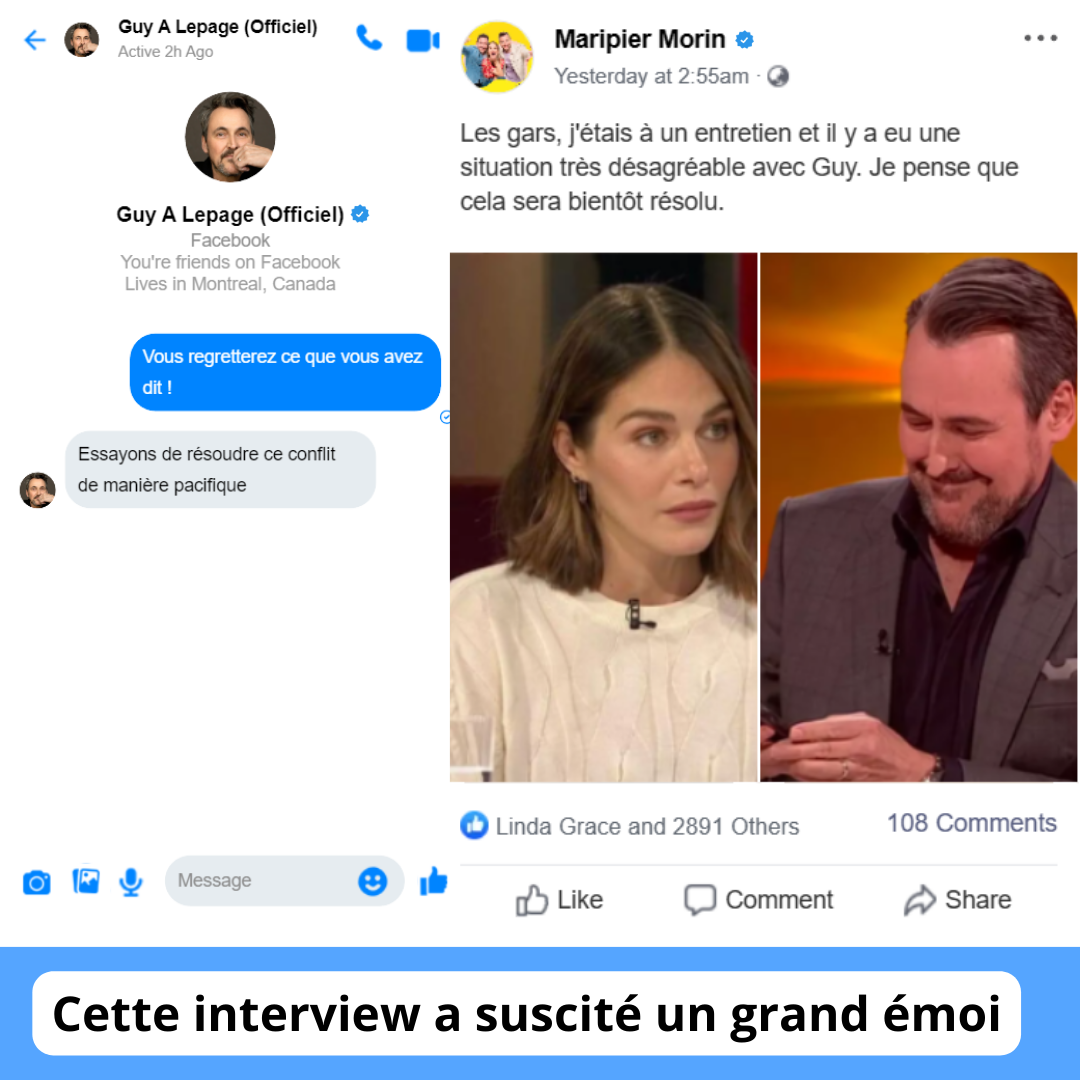 Guy A Lepage (Officiel)
Active 2h Ago
Guy A Lepage (Officiel)
Facebook
You're friends on Facebook
Lives in Montreal, Canada
Vous regretterez ce que vous avez
dit !
Essayons de résoudre ce conflit
de manière pacifique
Message
Maripier Morin
Yesterday at 2:55am ·
Les gars, j'étais à un entretien et il y a eu une
situation très désagréable avec Guy. Je pense que
cela sera bientôt résolu.
Linda Grace and 2891 Others
108 Comments
Like
Comment
Share
Cette interview a suscité un grand émoi